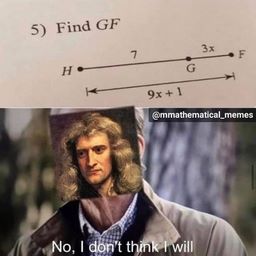 5) Find GF
7
3x
H
G
F
9x + 1
@mmathematical_memes
No, I don't think I will